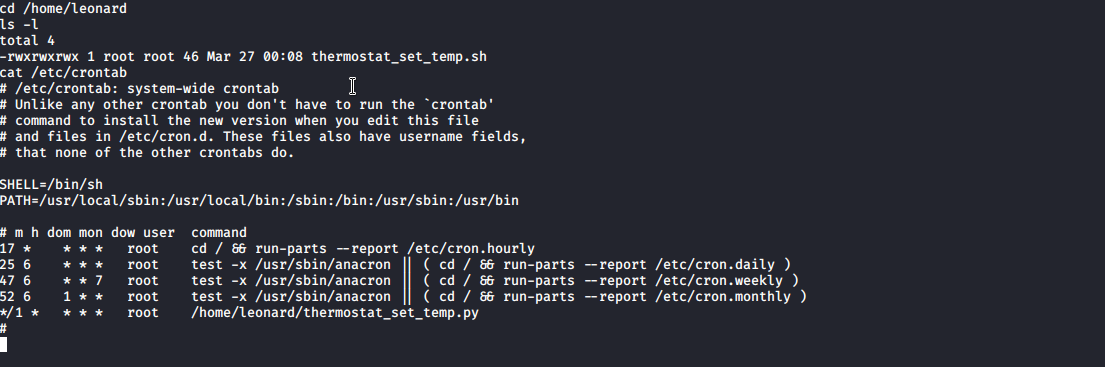 cd /home/leonard
ls -l
total 4
-rwxrwxrwx 1 root root 46 Mar 27 00:08 thermostat_set_temp.sh
cat /etc/crontab
# /etc/crontab: system-wide crontab
# Unlike any other crontab you don't have to run the `crontab'
# command to install the new version when you edit this file
# and files in /etc/cron.d. These files also have username fields,
# that none of the other crontabs do.

SHELL=/bin/sh
PATH=/usr/local/sbin:/usr/local/bin:/sbin:/bin:/usr/sbin:/usr/bin

# m h dom mon dow user  command
17 *    * * *   root    cd / && run-parts --report /etc/cron.hourly
25 6    * * *   root    test -x /usr/sbin/anacron || ( cd / && run-parts --report /etc/cron.daily )
47 6    * * 7   root    test -x /usr/sbin/anacron || ( cd / && run-parts --report /etc/cron.weekly )
52 6    1 * *   root    test -x /usr/sbin/anacron || ( cd / && run-parts --report /etc/cron.monthly )
*/1 *   * * *   root    /home/leonard/thermostat_set_temp.py
#